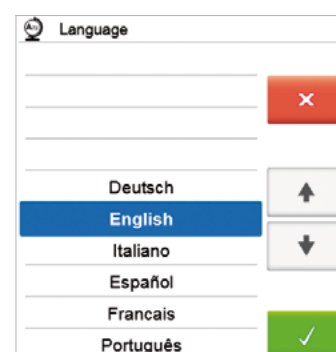 Language
Deutsch
English
Italiano
Español
Francais
Português